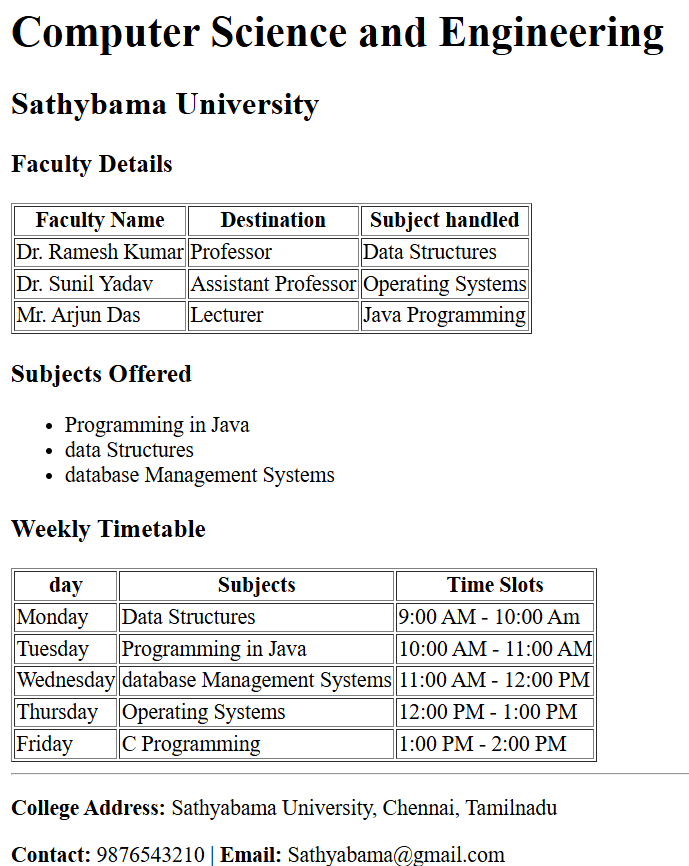 Computer Science and Engineering
Sathybama University
Faculty Details
Faculty Name Destination Subject handled
Dr. Ramesh Kumar Professor Data Structures
Dr. Sunil Yadav Assistant Professor Operating Systems
Mr. Arjun Das Lecturer Java Programming
Subjects Offered
• Programming in Java
• data Structures
• database Management Systems
Weekly Timetable
day Subjects Time Slots
Monday Data Structures 9:00 AM - 10:00 Am
Tuesday Programming in Java 10:00 AM - 11:00 AM
Wednesday database Management Systems 11:00 AM - 12:00 PM
Thursday Operating Systems 12:00 PM - 1:00 PM
Friday C Programming 1:00 PM - 2:00 PM
College Address: Sathyabama University, Chennai, Tamilnadu
Contact: 9876543210 | Email: Sathyabama@gmail.com